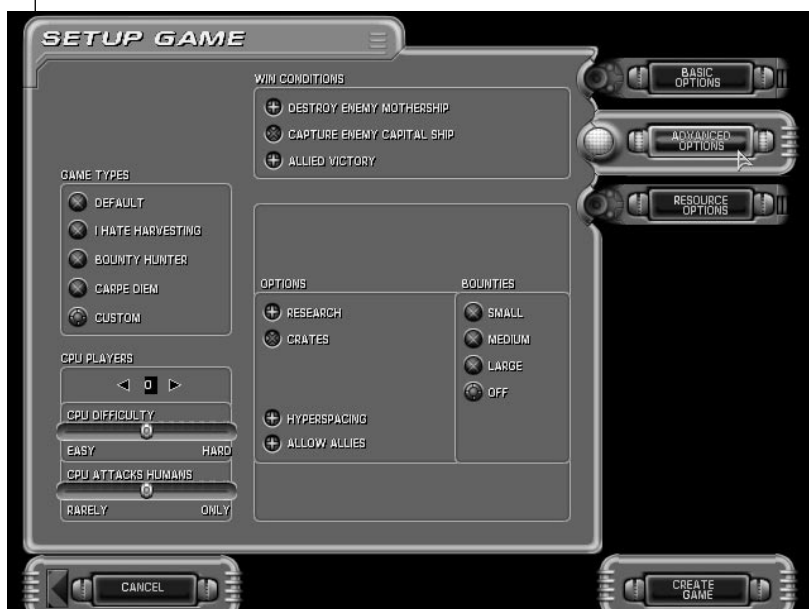 SETUP GAME
BASIC
OPTIONS
ADVANCED
OPTIONS
RESOURCE
OPTIONS
WIN CONDITIONS
DESTROY ENEMY MOTHERSHIP
CAPTURE ENEMY CAPITAL SHIP
ALLIED VICTORY
GAME TYPES
DEFAULT
I HATE HARVESTING
BOUNTY HUNTER
CARPE DIEM
CUSTOM
OPTIONS
RESEARCH
CRATES
HYPERSPACING
ALLOW ALLIES
BOUNTIES
SMALL
MEDIUM
LARGE
OFF
CPU PLAYERS
0
CPU DIFFICULTY
EASY HARD
CPU ATTACKS HUMANS
RARELY ONLY
CANCEL
CREATE
GAME